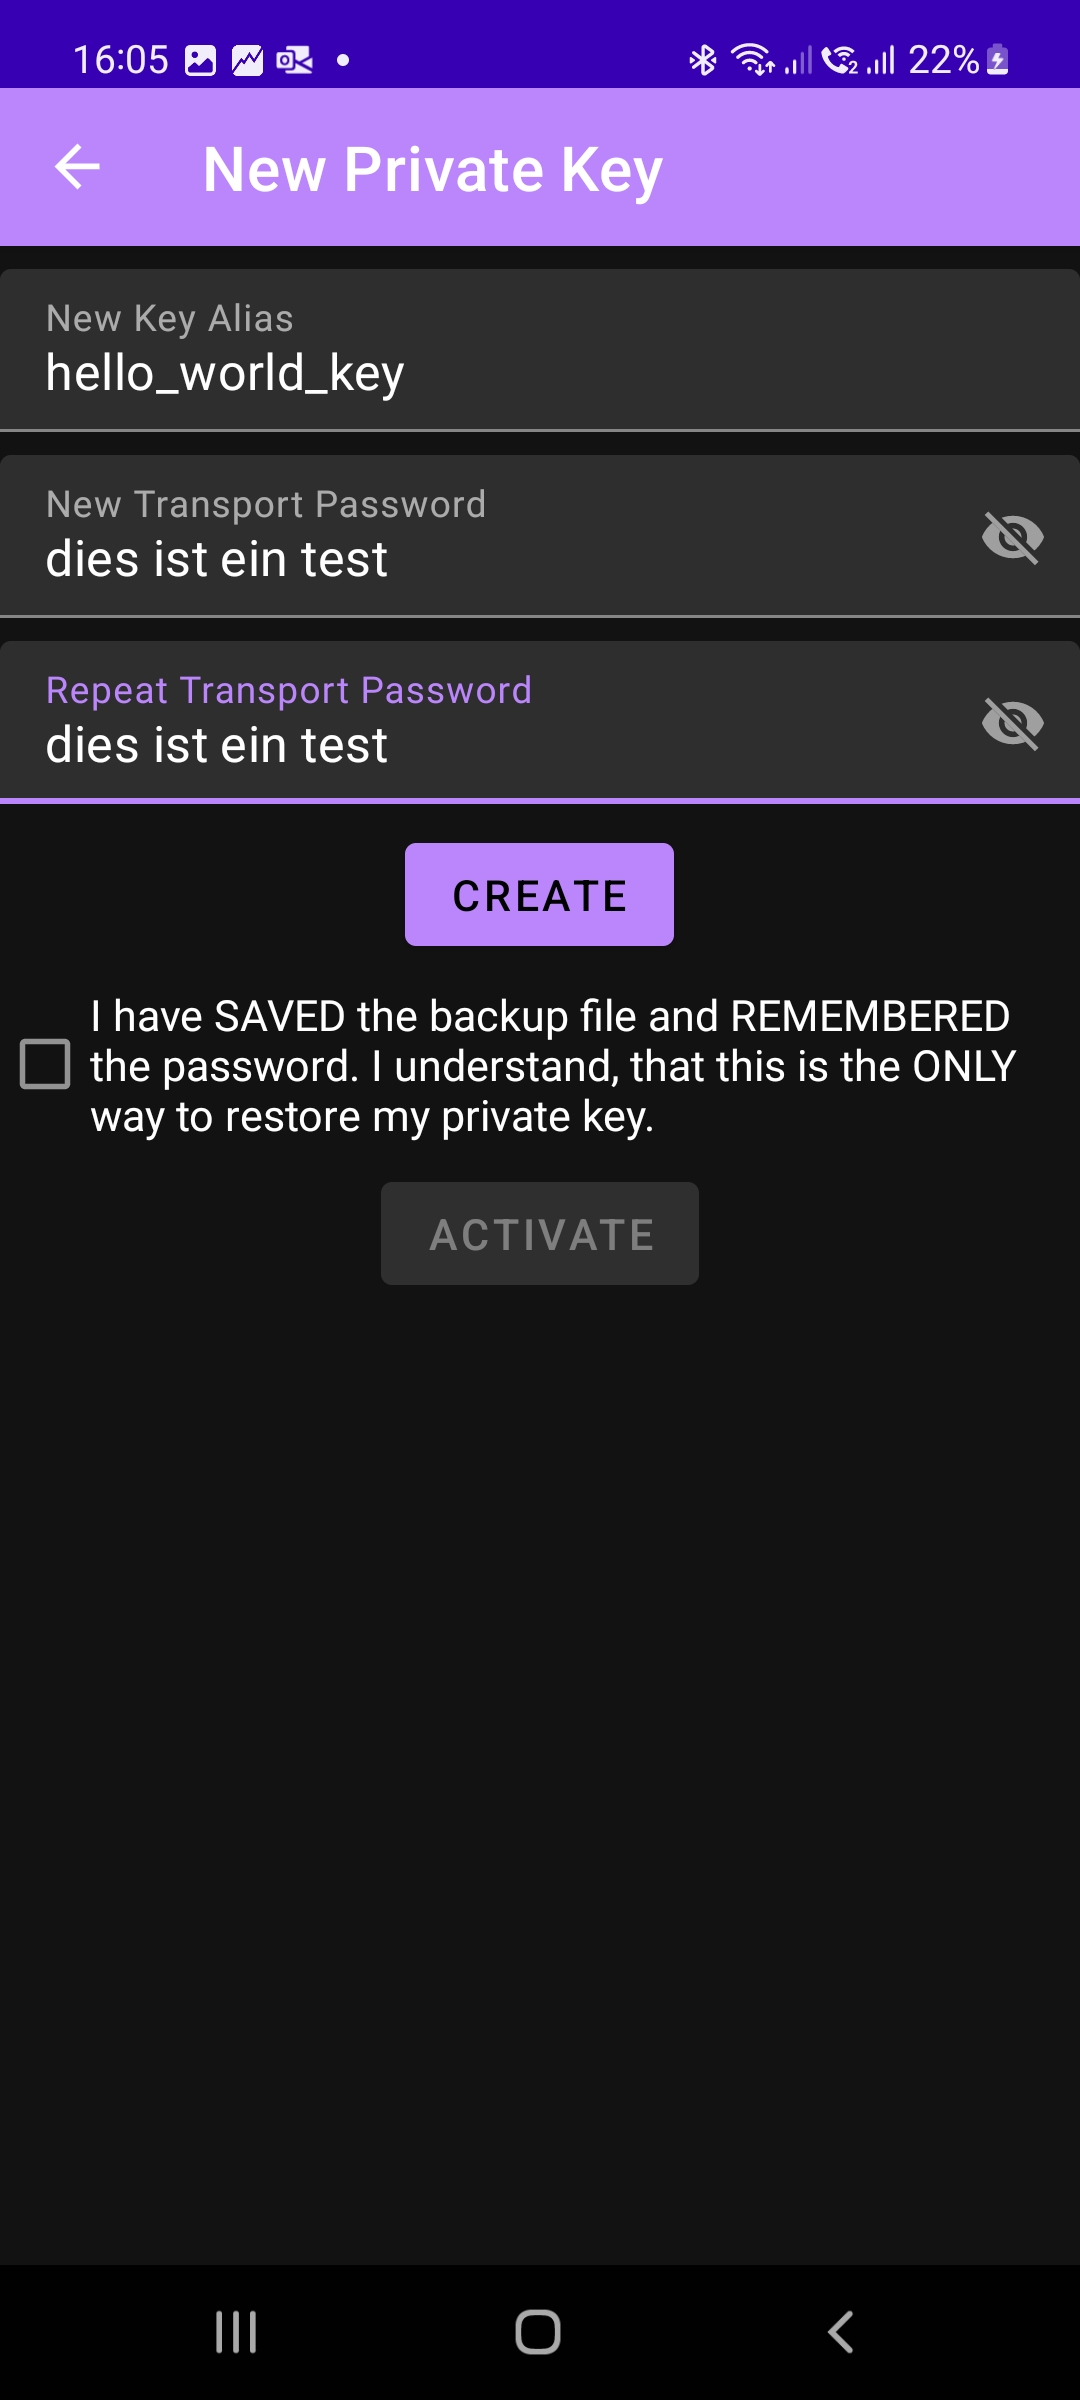 16:05
22%
New Private Key
New Key Alias
hello_world_key
New Transport Password
dies ist ein test
Repeat Transport Password
dies ist ein test
CREATE
I have SAVED the backup file and REMEMBERED
the password. I understand, that this is the ONLY
way to restore my private key.
ACTIVATE